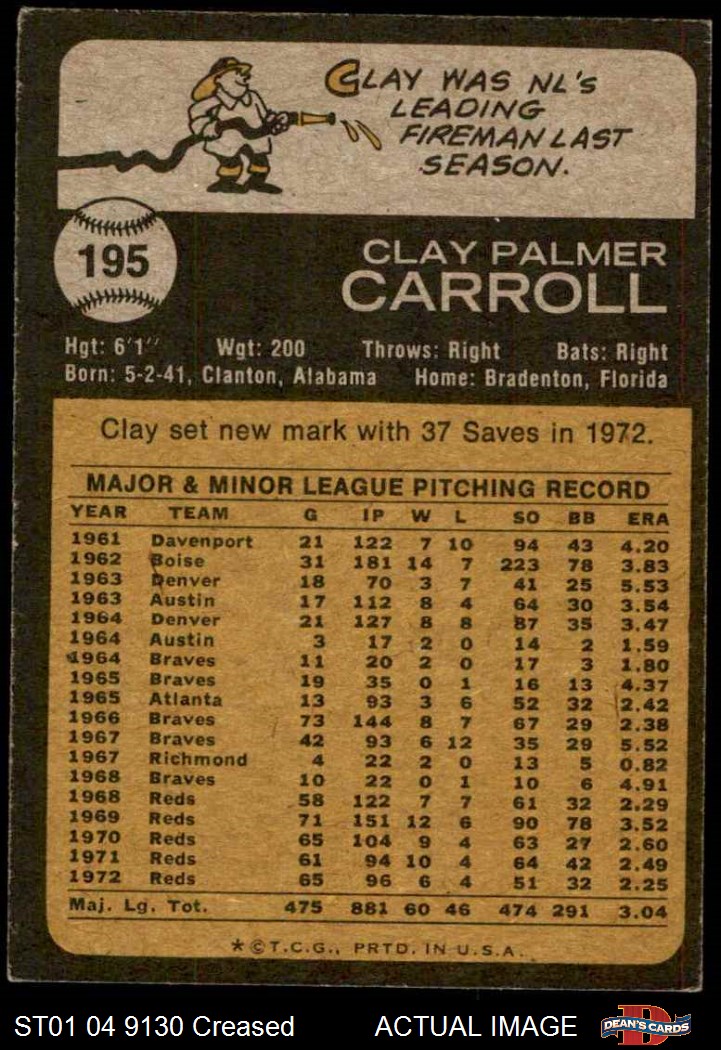 CLAY WAS NL'S
LEADING
FIREMAN LAST
SEASON.
195
CLAY PALMER
CARROLL
Hgt: 6'1'' Wgt: 200 Throws: Right Bats: Right
Born: 5-2-41, Clanton, Alabama Home: Bradenton, Florida
Clay set new mark with 37 Saves in 1972.
MAJOR & MINOR LEAGUE PITCHING RECORD
YEAR TEAM G IP W L SO BB ERA
1961 Davenport 21 122 7 10 94 43 4.20
1962 Boise 31 181 14 7 223 78 3.83
1963 Denver 18 70 3 7 41 25 5.53
1963 Austin 17 112 8 4 64 30 3.54
1964 Denver 21 127 8 8 87 35 3.47
1964 Austin 3 17 2 0 14 2 1.59
1964 Braves 11 20 2 0 17 3 1.80
1965 Braves 19 35 0 1 16 13 4.37
1965 Atlanta 13 93 3 6 52 32 2.42
1966 Braves 73 144 8 7 67 29 2.38
1967 Braves 42 93 6 12 35 29 5.52
1967 Richmond 4 22 2 0 13 5 0.82
1968 Braves 10 22 0 1 10 6 4.91
1968 Reds 58 122 7 7 61 32 2.29
1969 Reds 71 151 12 6 90 78 3.52
1970 Reds 65 104 9 4 63 27 2.60
1971 Reds 61 94 10 4 64 42 2.49
1972 Reds 65 96 6 4 51 32 2.25
Maj. Lg. Tot. 475 881 60 46 474 291 3.04
*©T.C.G., PRTD. IN U.S.A.
ST01 04 9130 Creased ACTUAL IMAGE D DEAN'S CARDS